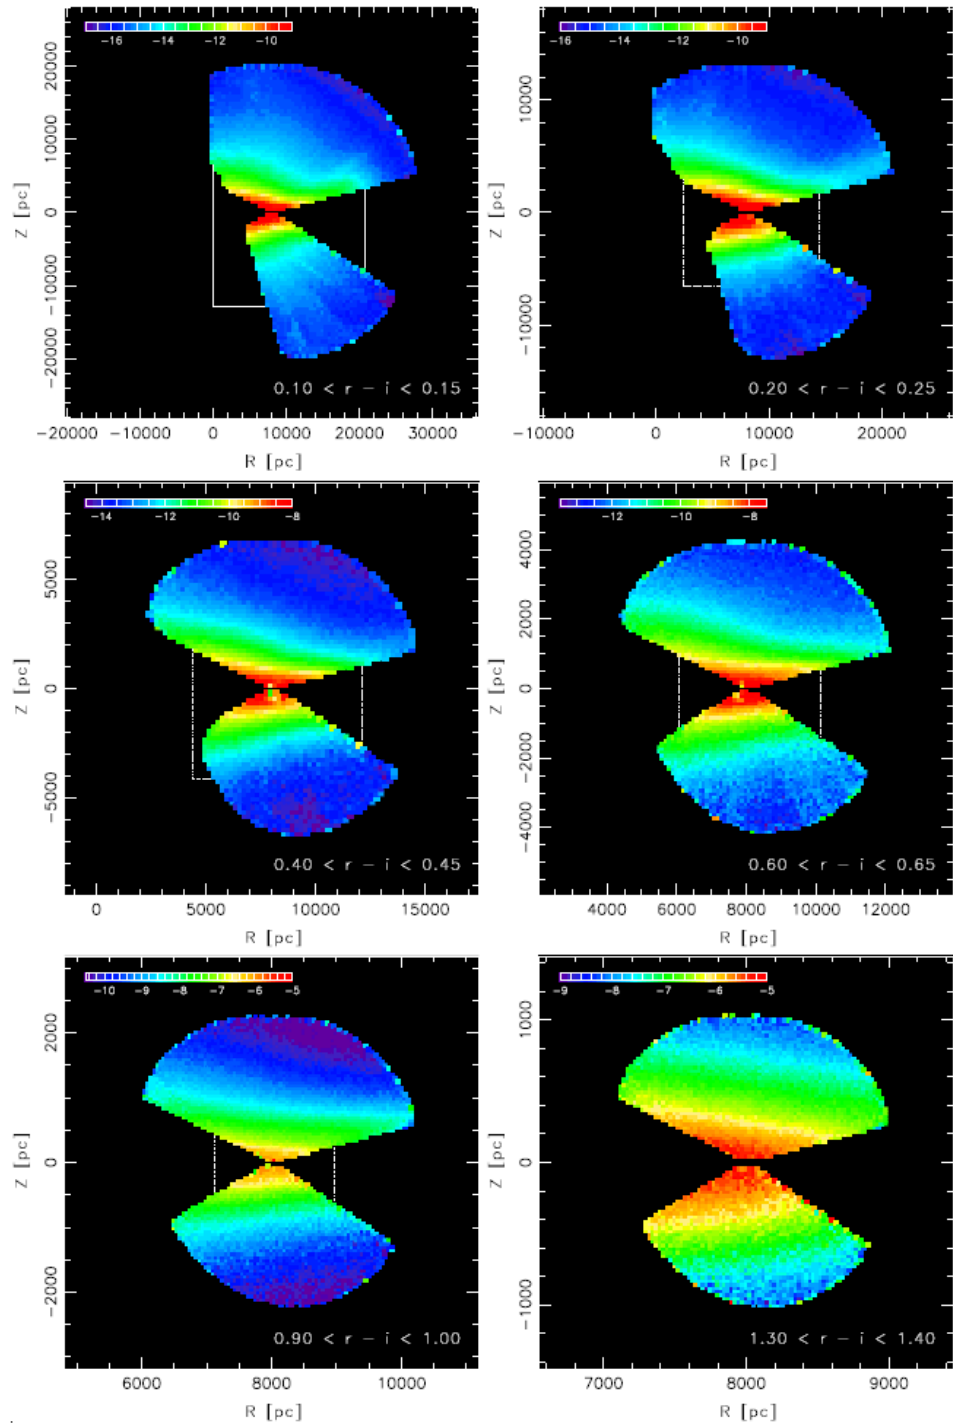 -16 -14 -12 -10
20000
10000
0
-10000
-20000
Z [pc]
0.10 < r - i < 0.15
-20000 -10000 0 10000 20000 30000
R [pc]
-16 -14 -12 -10
10000
0
-10000
Z [pc]
0.20 < r - i < 0.25
-10000 0 10000 20000
R [pc]
-14 -12 -10 -8
5000
0
-5000
Z [pc]
0.40 < r - i < 0.45
0 5000 10000 15000
R [pc]
-12 -10 -8
4000
2000
0
-2000
-4000
Z [pc]
0.60 < r - i < 0.65
4000 6000 8000 10000 12000
R [pc]
-10 -9 -8 -7 -6 -5
2000
0
-2000
Z [pc]
0.90 < r - i < 1.00
6000 8000 10000
R [pc]
-9 -8 -7 -6 -5
1000
0
-1000
Z [pc]
1.30 < r - i < 1.40
7000 8000 9000
R [pc]